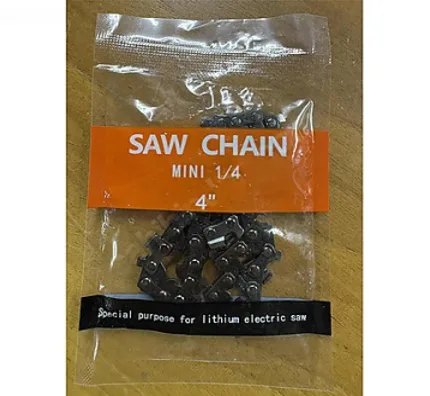 SAW CHAIN
MINI 1/4
4"
Special purpose for lithium electric saw